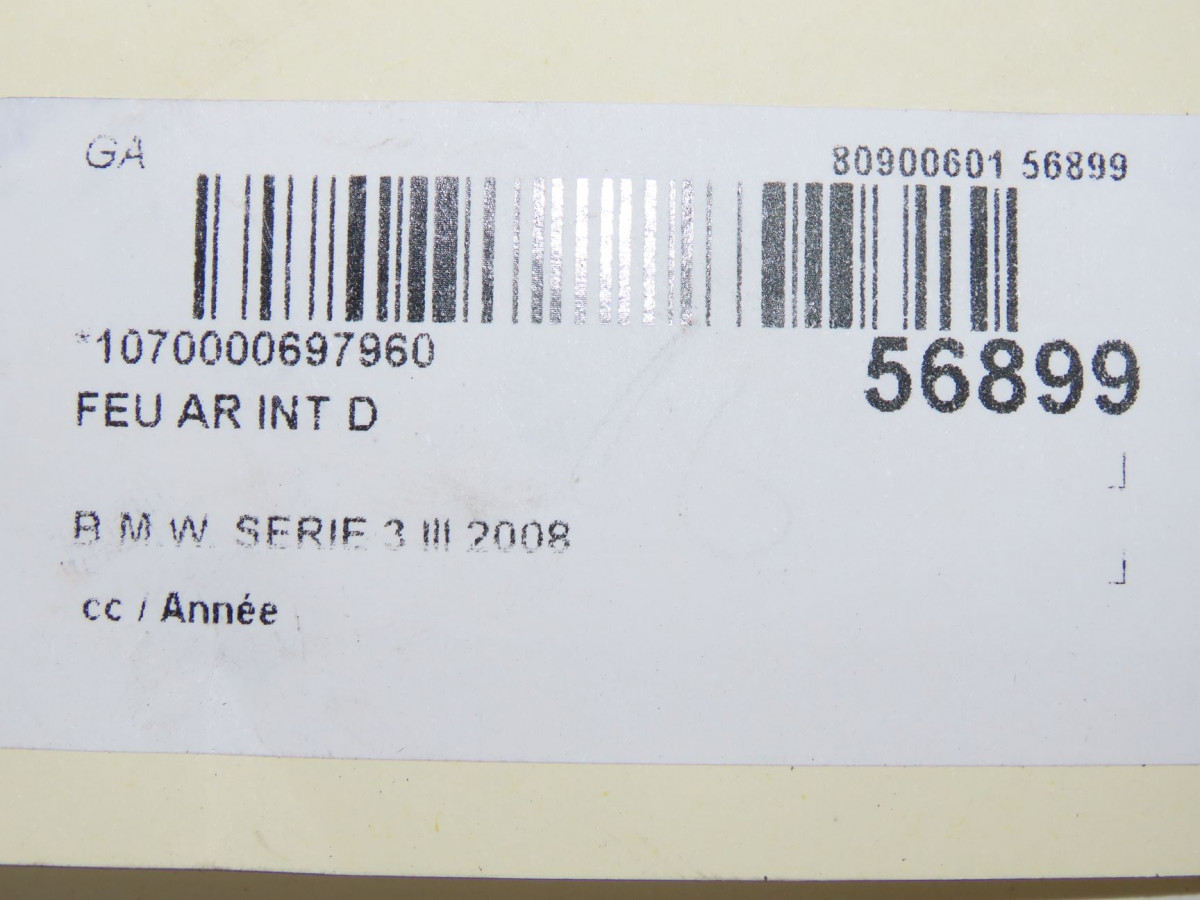 GA
80900601 56899
*1070000697960
56899
FEU AR INT D
B.M.W. SERIE 3 III 2008
cc / Année